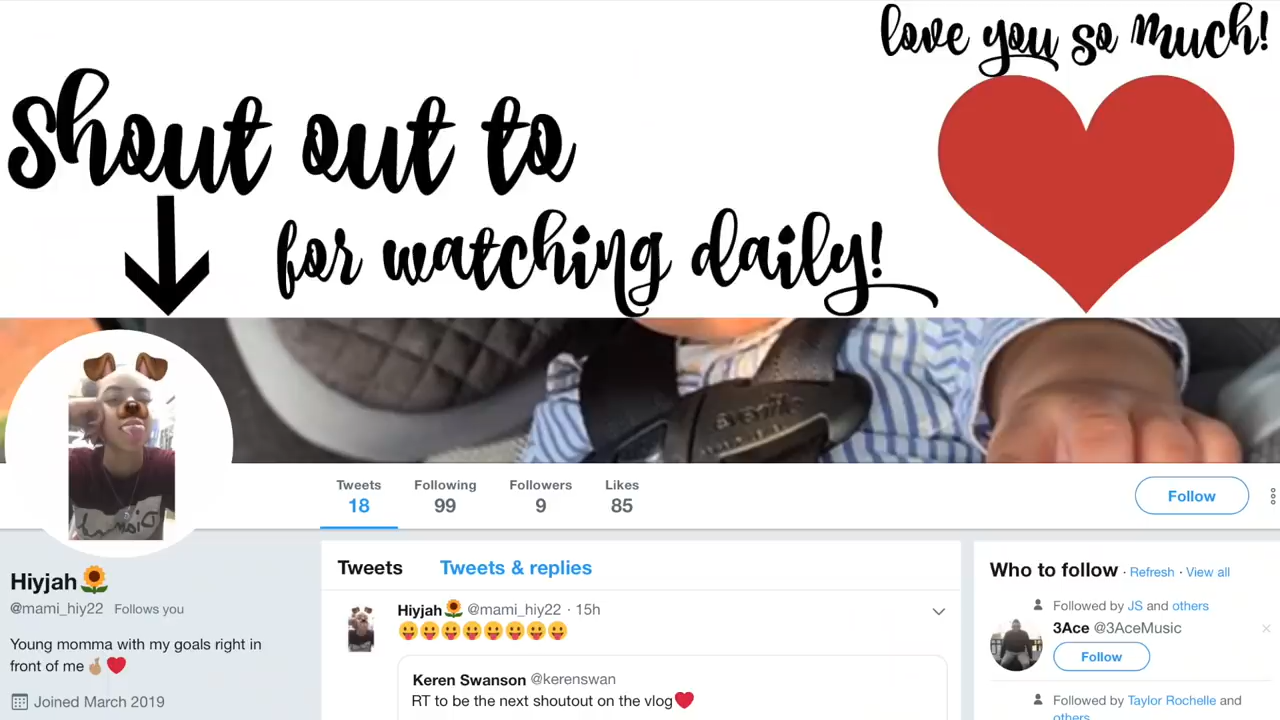 love you so much!
shout out to
for watching daily!
evenflo
Tweets Following Followers Likes
18 99 9 85
Follow
Hiyjah🌻
@mami_hiy22 Follows you
Young momma with my goals right in
front of me🤞🏽❤️
Joined March 2019
Tweets Tweets & replies
Hiyjah🌻 @mami_hiy22 · 15h
😛😛😛😛😛😛😛😛
Keren Swanson @kerenswan
RT to be the next shoutout on the vlog❤️
Who to follow · Refresh · View all
Followed by JS and others
3Ace @3AceMusic
Follow
Followed by Taylor Rochelle and
others